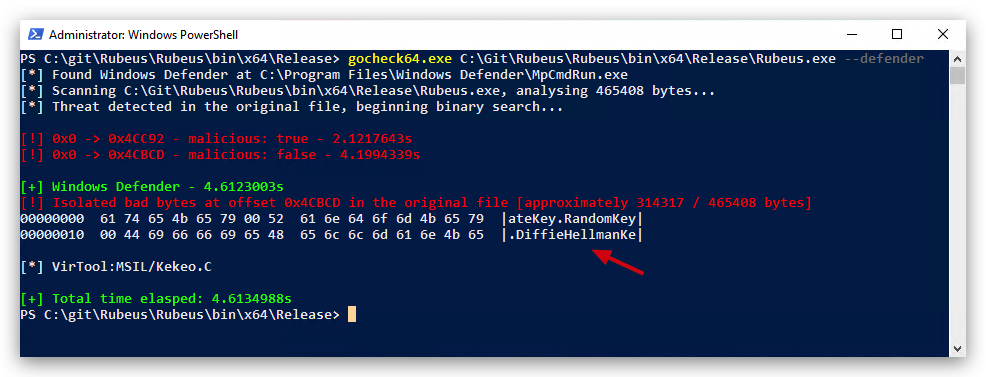 Administrator: Windows PowerShell
PS C:\git\Rubeus\Rubeus\bin\x64\Release> gocheck64.exe C:\Git\Rubeus\Rubeus\bin\x64\Release\Rubeus.exe --defender
[*] Found Windows Defender at C:\Program Files\Windows Defender\MpCmdRun.exe
[*] Scanning C:\Git\Rubeus\Rubeus\bin\x64\Release\Rubeus.exe, analysing 465408 bytes...
[*] Threat detected in the original file, beginning binary search...
[!] 0x0 -> 0x4CC92 - malicious: true - 2.1217643s
[!] 0x0 -> 0x4CBCD - malicious: false - 4.1994339s
[+] Windows Defender - 4.6123003s
[!] Isolated bad bytes at offset 0x4CBCD in the original file [approximately 314317 / 465408 bytes]
00000000  61 74 65 4b 65 79 00 52  61 6e 64 6f 6d 4b 65 79  |ateKey.RandomKey|
00000010  00 44 69 66 66 69 65 48  65 6c 6c 6d 61 6e 4b 65  |.DiffieHellmanKe|
[*] VirTool:MSIL/Kekeo.C
[+] Total time elasped: 4.6134988s
PS C:\git\Rubeus\Rubeus\bin\x64\Release>